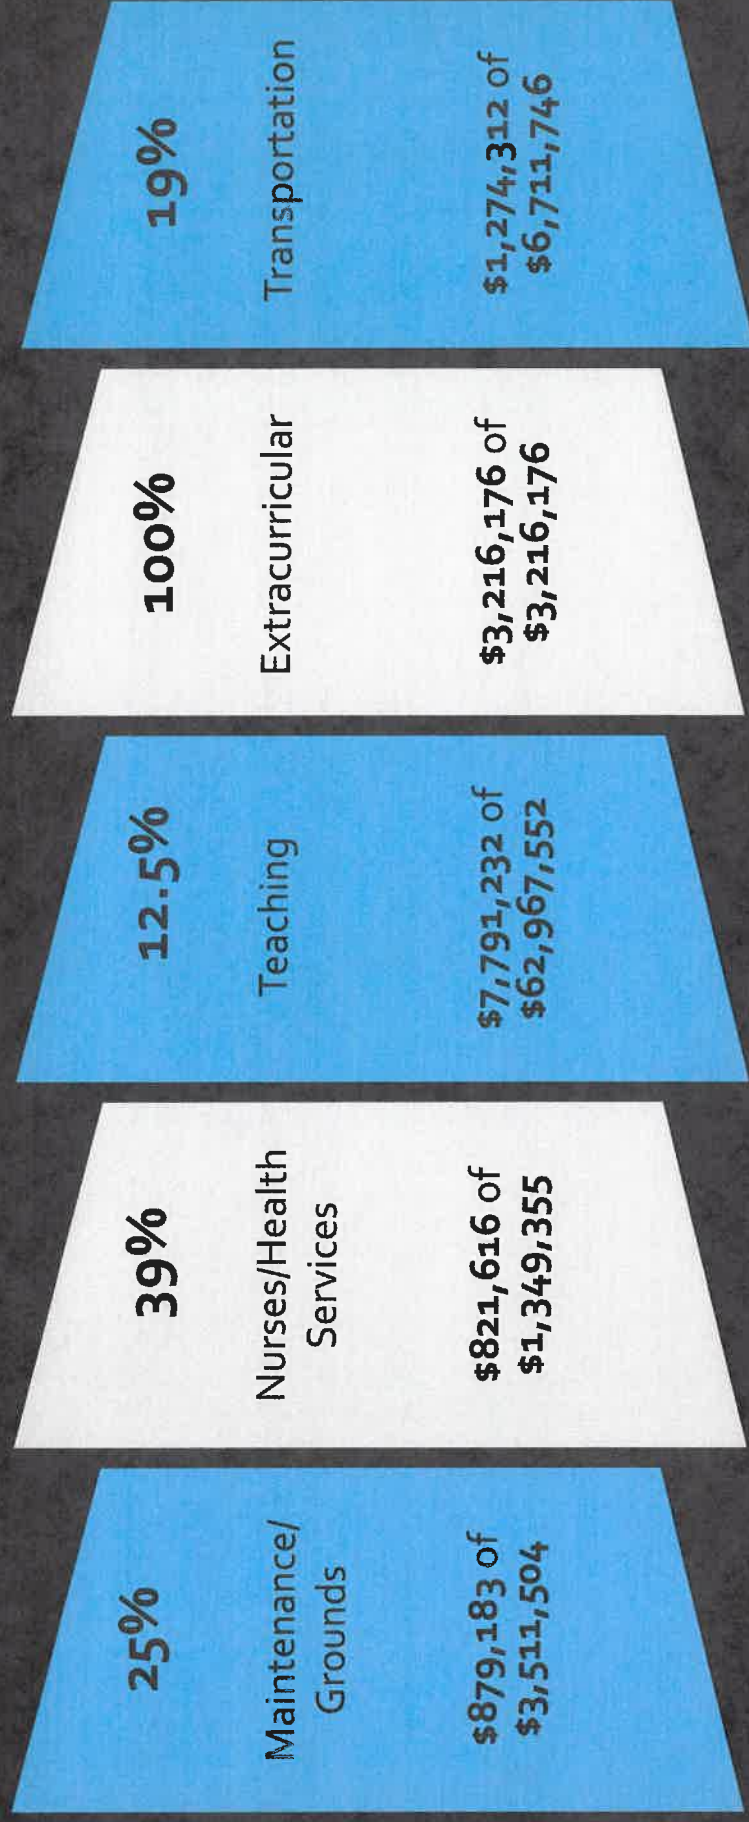 25%
Maintenance/
Grounds
$879,183 of
$3,511,504
39%
Nurses/Health
Services
$821,616 of
$1,349,355
12.5%
Teaching
$7,791,232 of
$62,967,552
100%
Extracurricular
$3,216,176 of
$3,216,176
19%
Transportation
$1,274,312 of
$6,711,746